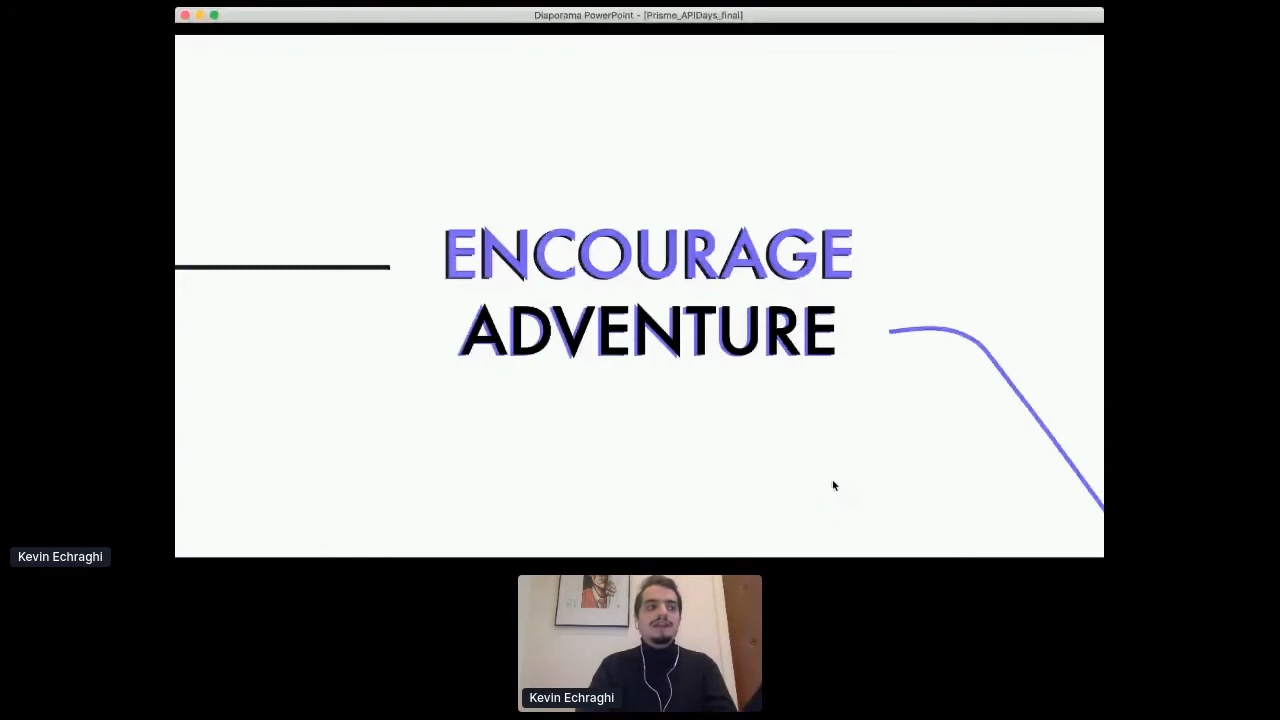 Diaporama PowerPoint - [Prisme_APIDays_final]
ENCOURAGE
ADVENTURE
Kevin Echraghi
Kevin Echraghi